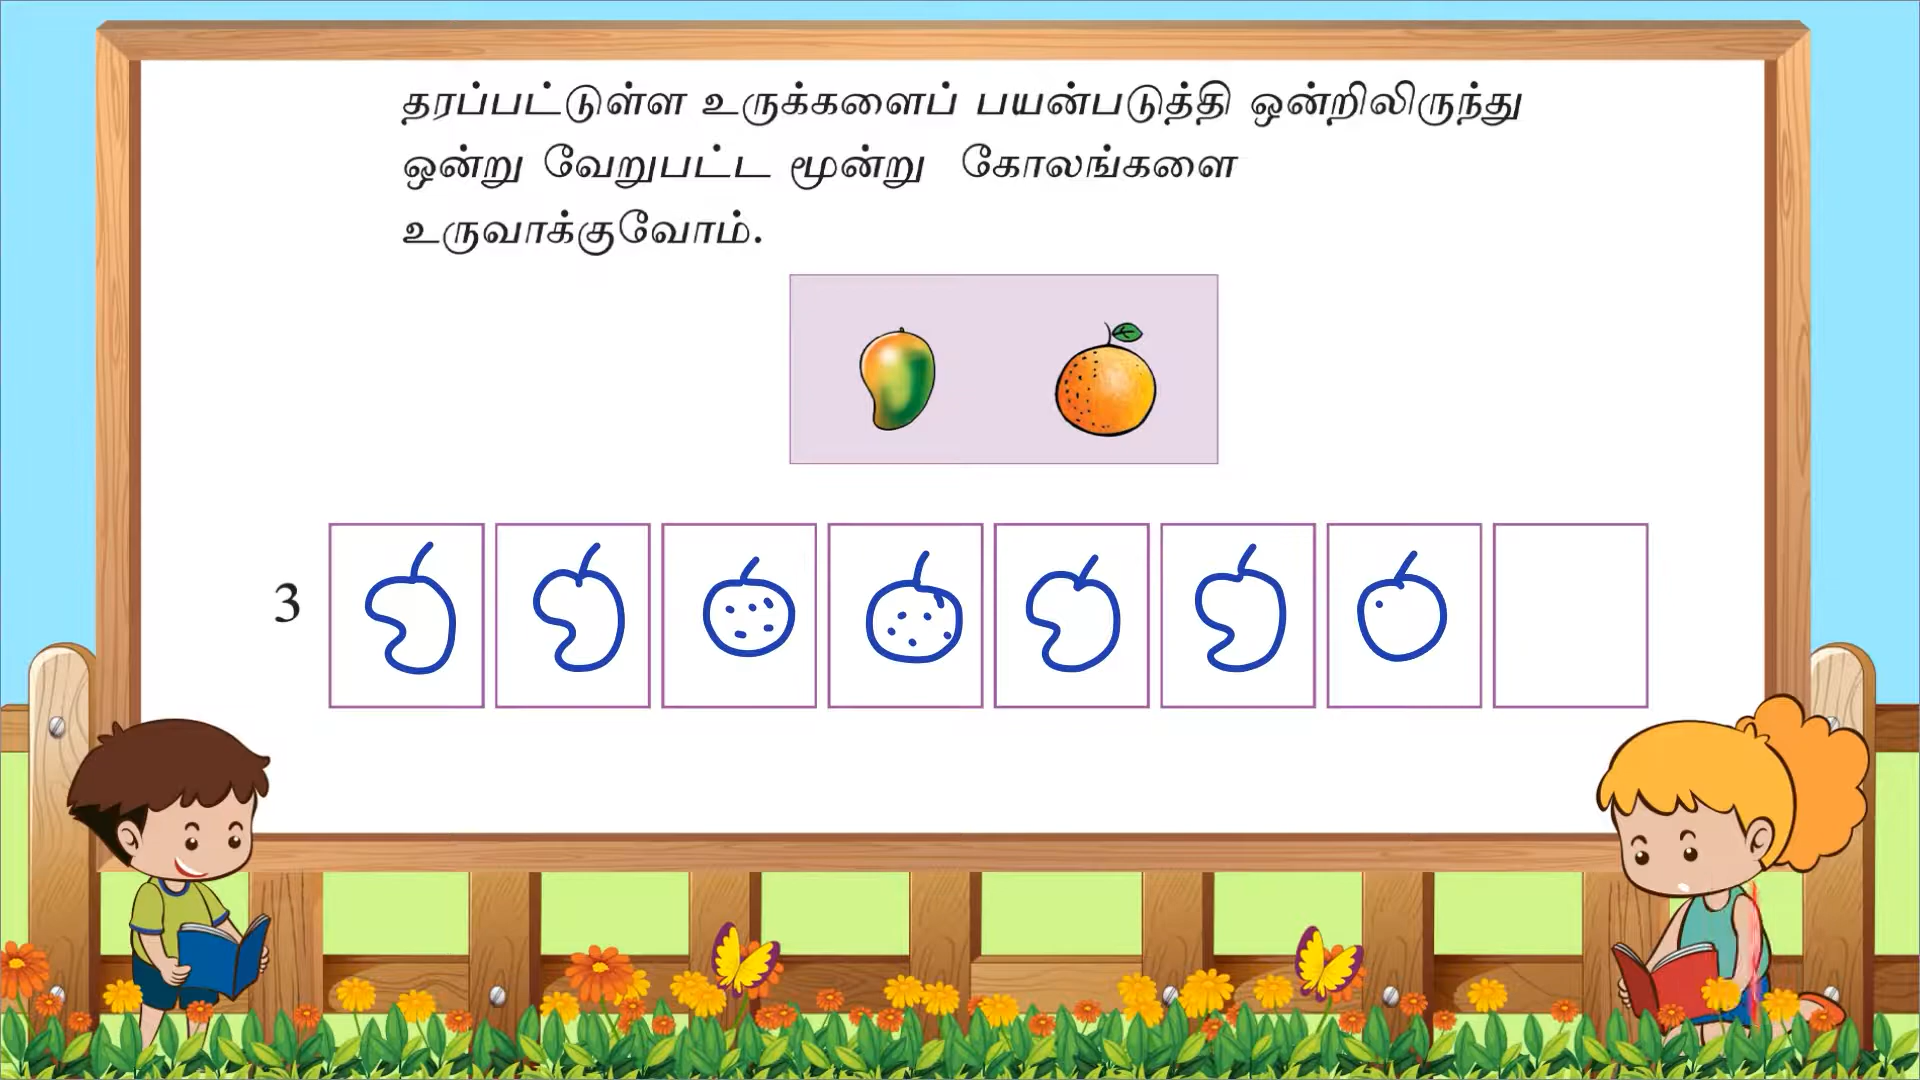 தரப்பட்டுள்ள உருக்களைப் பயன்படுத்தி ஒன்றிலிருந்து
ஒன்று வேறுபட்ட மூன்று கோலங்களை
உருவாக்குவோம்.
3